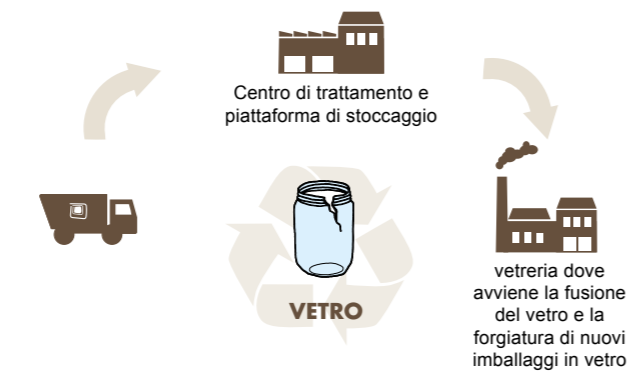 Centro di trattamento e
piattaforma di stoccaggio
VETRO
vetreria dove
avviene la fusione
del vetro e la
forgiatura di nuovi
imballaggi in vetro